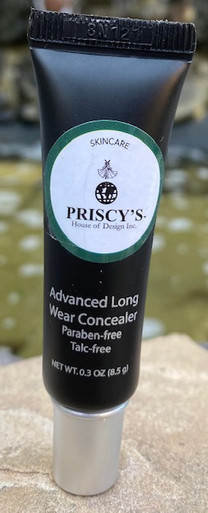 SKINCARE
PRISCY'S
House of Design Inc.
Advanced Long
Wear Concealer
Paraben-free
Talc-free
NET WT. 0.3 OZ (8.5 g)